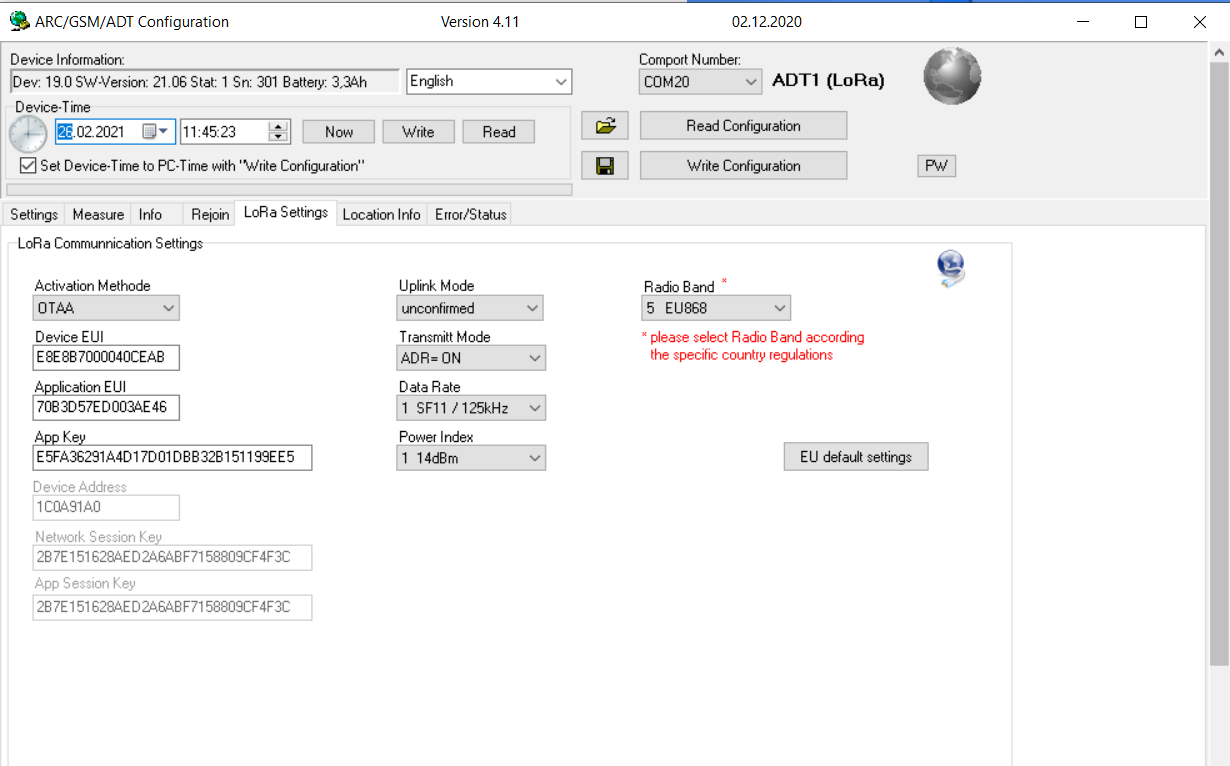 ARC/GSM/ADT Configuration Version 4.11 02.12.2020
Device Information:
Dev: 19.0 SW-Version: 21.06 Stat: 1 Sn: 301 Battery: 3,3Ah
English
Comport Number:
COM20
ADT1 (LoRa)
Device-Time
26.02.2021
11:45:23
Now
Write
Read
Set Device-Time to PC-Time with "Write Configuration"
Read Configuration
Write Configuration
PW
Settings Measure Info Rejoin LoRa Settings Location Info Error/Status
LoRa Communnication Settings
Activation Methode
OTAA
Device EUI
E8E8B7000040CEAB
Application EUI
70B3D57ED003AE46
App Key
E5FA36291A4D17D01DBB32B151199EE5
Device Address
1C0A91A0
Network Session Key
2B7E151628AED2A6ABF7158809CF4F3C
App Session Key
2B7E151628AED2A6ABF7158809CF4F3C
Uplink Mode
unconfirmed
Transmitt Mode
ADR= ON
Data Rate
1 SF11 / 125kHz
Power Index
1 14dBm
Radio Band *
5 EU868
* please select Radio Band according
the specific country regulations
EU default settings